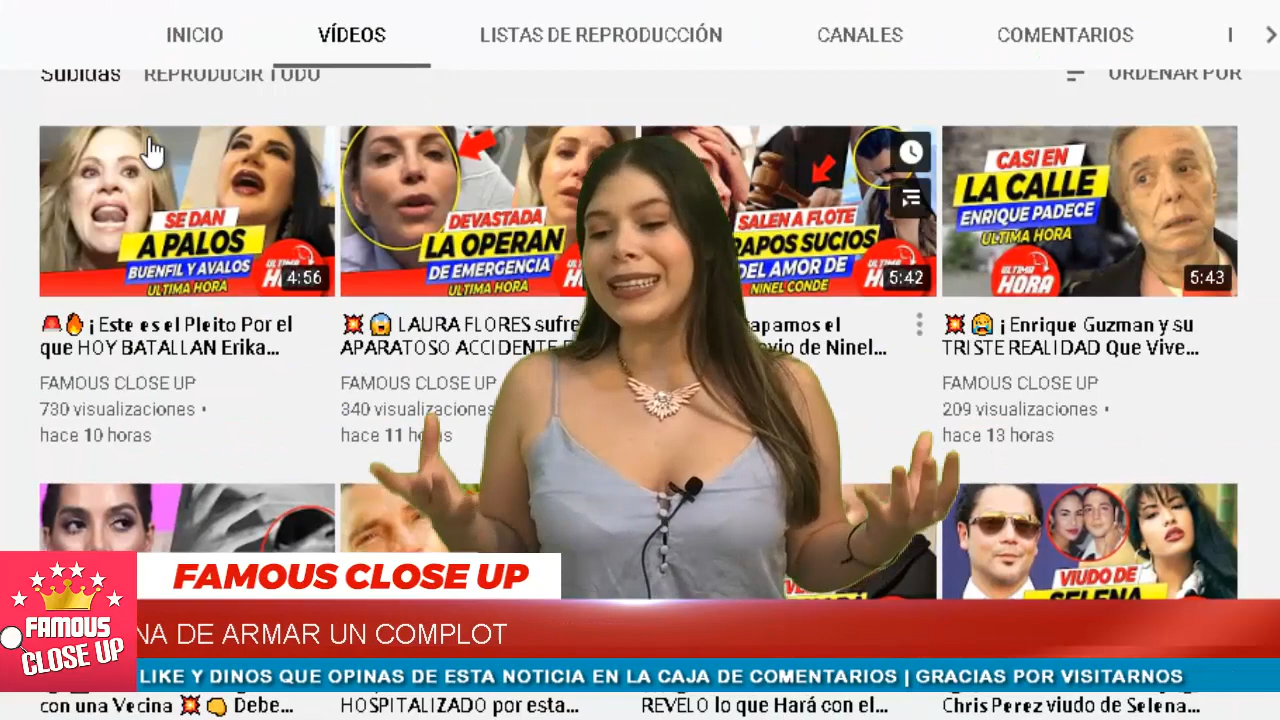 INICIO
VÍDEOS
LISTAS DE REPRODUCCIÓN
CANALES
COMENTARIOS
Subidas
REPRODUCIR TODO
ORDENAR POR
SE DAN
A PALOS
BUENFIL Y AVALOS
ULTIMA HORA
4:56
DEVASTADA
LA OPERAN
DE EMERGENCIA
ULTIMA HORA
SALEN A FLOTE
RAPOS SUCIOS
DEL AMOR DE
NINEL CONDE
5:42
CASI EN
LA CALLE
ENRIQUE PADECE
ULTIMA HORA
ULTIMA
HORA
5:43
🚨🔥 ¡Este es el Pleito Por el
que HOY BATALLAN Erika...
FAMOUS CLOSE UP
730 visualizaciones •
hace 10 horas
💥😱 LAURA FLORES sufre
APARATOSO ACCIDENTE
FAMOUS CLOSE UP
340 visualizaciones
hace 11 horas
apamos el
ovio de Ninel...
💥😭 ¡Enrique Guzman y su
TRISTE REALIDAD Que Vive...
FAMOUS CLOSE UP
209 visualizaciones •
hace 13 horas
VIUDO DE
SELENA
FAMOUS CLOSE UP
FAMOUS
CLOSE UP
NA DE ARMAR UN COMPLOT
LIKE Y DINOS QUE OPINAS DE ESTA NOTICIA EN LA CAJA DE COMENTARIOS | GRACIAS POR VISITARNOS
con una Vecina 💥👊 Debe...
HOSPITALIZADO por esta...
REVELO lo que Hará con el...
Chris Perez viudo de Selena...